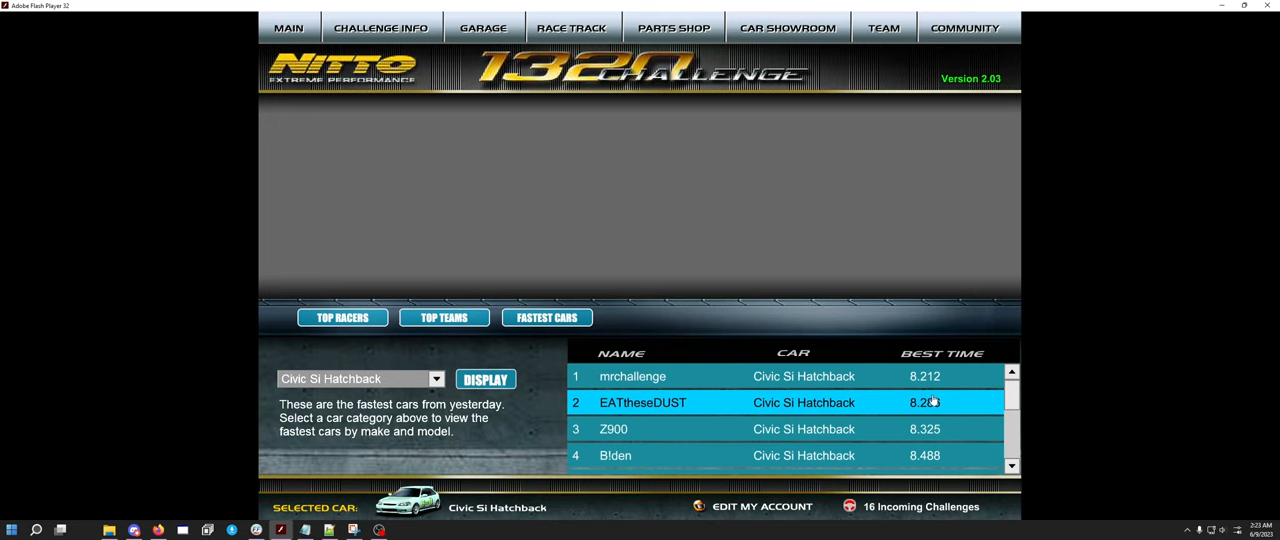 Adobe Flash Player 32
MAIN CHALLENGE INFO GARAGE RACE TRACK PARTS SHOP CAR SHOWROOM TEAM COMMUNITY
NITTO
EXTREME PERFORMANCE
1320 CHALLENGE
Version 2.03
TOP RACERS TOP TEAMS FASTEST CARS
Civic Si Hatchback DISPLAY
These are the fastest cars from yesterday.
Select a car category above to view the
fastest cars by make and model.
NAME CAR BEST TIME
1 mrchallenge Civic Si Hatchback 8.212
2 EATtheseDUST Civic Si Hatchback
3 Z900 Civic Si Hatchback 8.325
4 B!den Civic Si Hatchback 8.488
SELECTED CAR: Civic Si Hatchback
EDIT MY ACCOUNT
16 Incoming Challenges
2:23 AM
6/9/2023